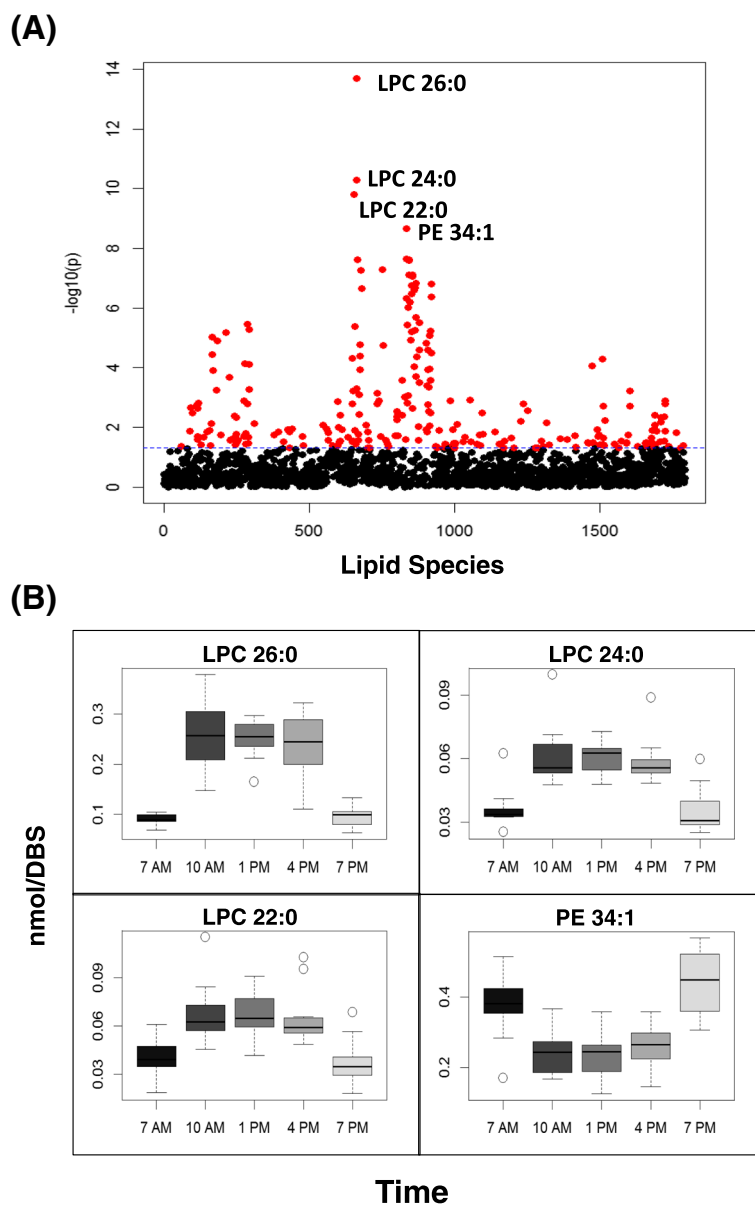 (A)
14
12
10
8
6
4
2
0
-log10(p)
LPC 26:0
LPC 24:0
LPC 22:0
PE 34:1
0 500 1000 1500
Lipid Species
(B)
nmol/DBS
LPC 26:0
0.3
0.2
0.1
7 AM 10 AM 1 PM 4 PM 7 PM
LPC 24:0
0.09
0.06
0.03
7 AM 10 AM 1 PM 4 PM 7 PM
LPC 22:0
0.09
0.06
0.03
7 AM 10 AM 1 PM 4 PM 7 PM
PE 34:1
0.4
0.2
7 AM 10 AM 1 PM 4 PM 7 PM
Time